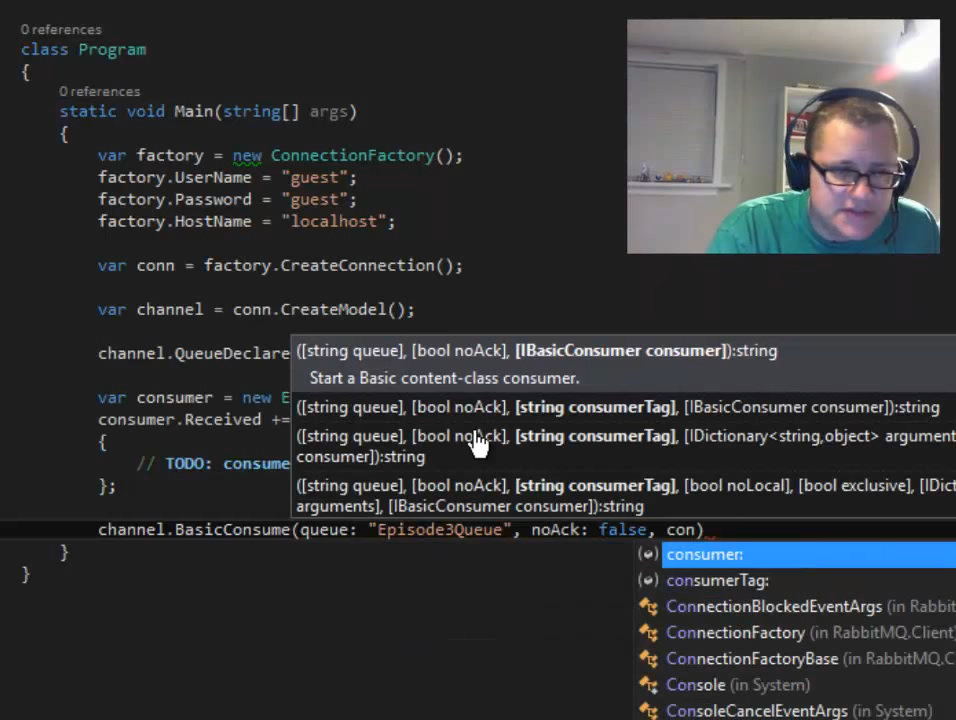 0 references
class Program
{
0 references
static void Main(string[] args)
{
var factory = new ConnectionFactory();
factory.UserName = "guest";
factory.Password = "guest";
factory.HostName = "localhost";
var conn = factory.CreateConnection();
var channel = conn.CreateModel();
channel.QueueDeclare
([string queue], [bool noAck], [IBasicConsumer consumer]):string
Start a Basic content-class consumer.
([string queue], [bool noAck], [string consumerTag], [IBasicConsumer consumer]):string
([string queue], [bool noAck], [string consumerTag], [IDictionary<string,object> argument
consumer]):string
([string queue], [bool noAck], [string consumerTag], [bool noLocal], [bool exclusive], [IDict
arguments], [IBasicConsumer consumer]):string
var consumer = new E
consumer.Received +=
{
// TODO: consume
};
channel.BasicConsume(queue: "Episode3Queue", noAck: false, con)
}
}
consumer:
consumerTag:
ConnectionBlockedEventArgs (in Rabbit
ConnectionFactory (in RabbitMQ.Client)
ConnectionFactoryBase (in RabbitMQ.C
Console (in System)
ConsoleCancelEventArgs (in System)